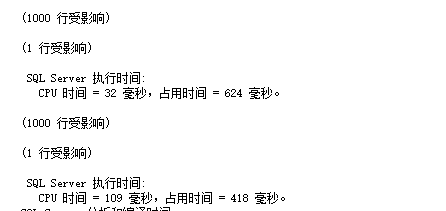 (1000 行受影响)
(1 行受影响)
SQL Server 执行时间:
CPU 时间 = 32 毫秒，占用时间 = 624 毫秒。
(1000 行受影响)
(1 行受影响)
SQL Server 执行时间:
CPU 时间 = 109 毫秒，占用时间 = 418 毫秒。